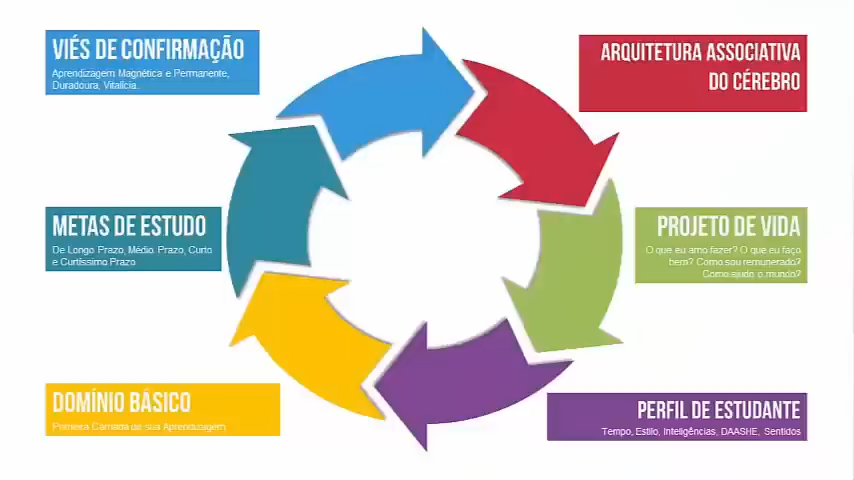 VIÉS DE CONFIRMAÇÃO
Aprendizagem Magnética e Permanente,
Duradoura, Vitalícia.
ARQUITETURA ASSOCIATIVA
DO CÉREBRO
METAS DE ESTUDO
De Longo Prazo, Médio Prazo, Curto
e Curtíssimo Prazo
PROJETO DE VIDA
O que eu amo fazer? O que eu faço
bem? Como sou remunerado?
Como ajudo o mundo?
DOMÍNIO BÁSICO
Primeira Camada de sua Aprendizagem
PERFIL DE ESTUDANTE
Tempo, Estilo, Inteligências, DAASHE, Sentidos